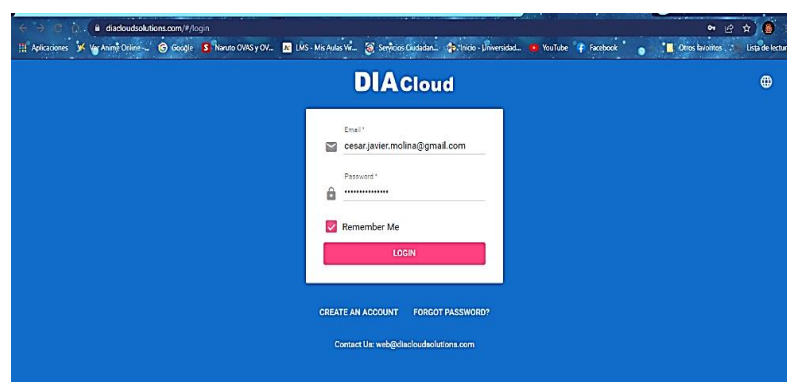 diacloudsolutions.com/#/login
Aplicaciones Ver Anime Online -... Google Naruto OVAS y OV... LMS - Mis Aulas Vir... Servicios Ciudadan... Inicio - Universidad... YouTube Facebook Otros favoritos Lista de lectur
DIACloud
Email *
cesar.javier.molina@gmail.com
Password *
••••••••••••••
Remember Me
LOGIN
CREATE AN ACCOUNT FORGOT PASSWORD?
Contact Us: web@diacloudsolutions.com